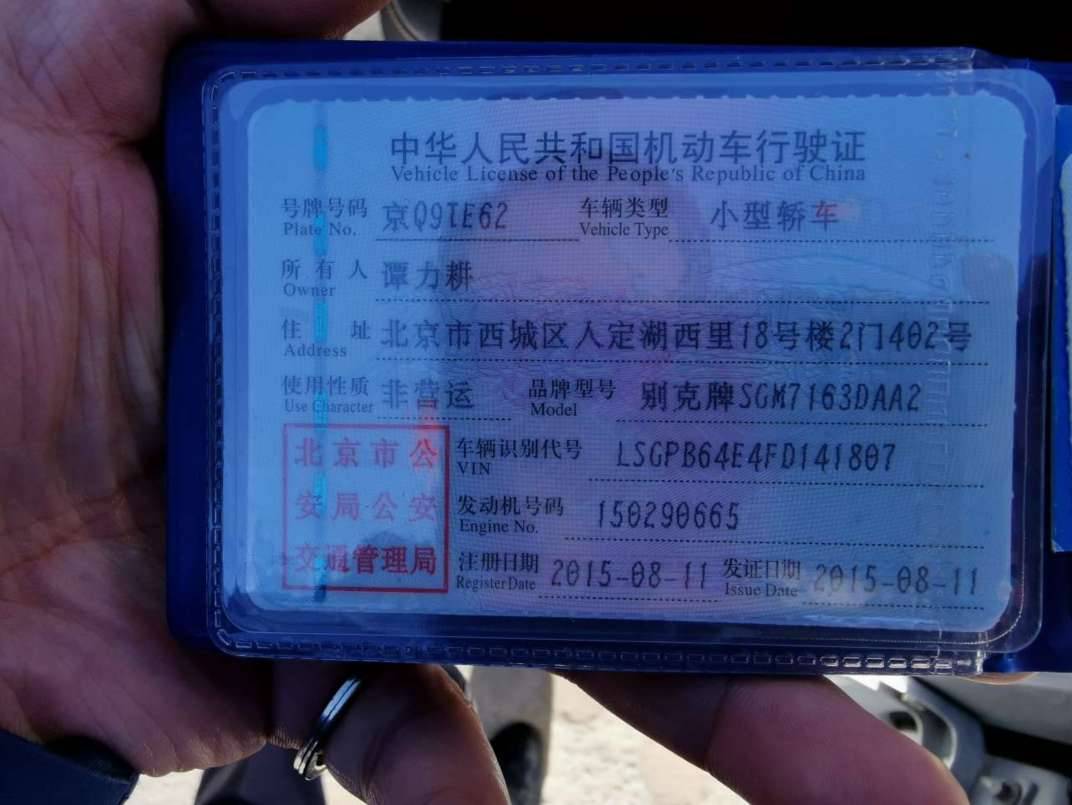 中华人民共和国机动车行驶证
Vehicle License of the People's Republic of China
号牌号码 京Q9TE62 车辆类型 小型轿车
Plate No. Vehicle Type
所有人 谭力耕
Owner
住址 北京市西城区人定湖西里18号楼2门402号
Address
使用性质 非营运 品牌型号 别克牌SGM7163DAA2
Use Character Model
北京市公 车辆识别代号 LSGPB64E4FD141807
VIN
安局公安 发动机号码 150290665
Engine No.
交通管理局 注册日期 2015-08-11 发证日期 2015-08-11
Register Date Issue Date